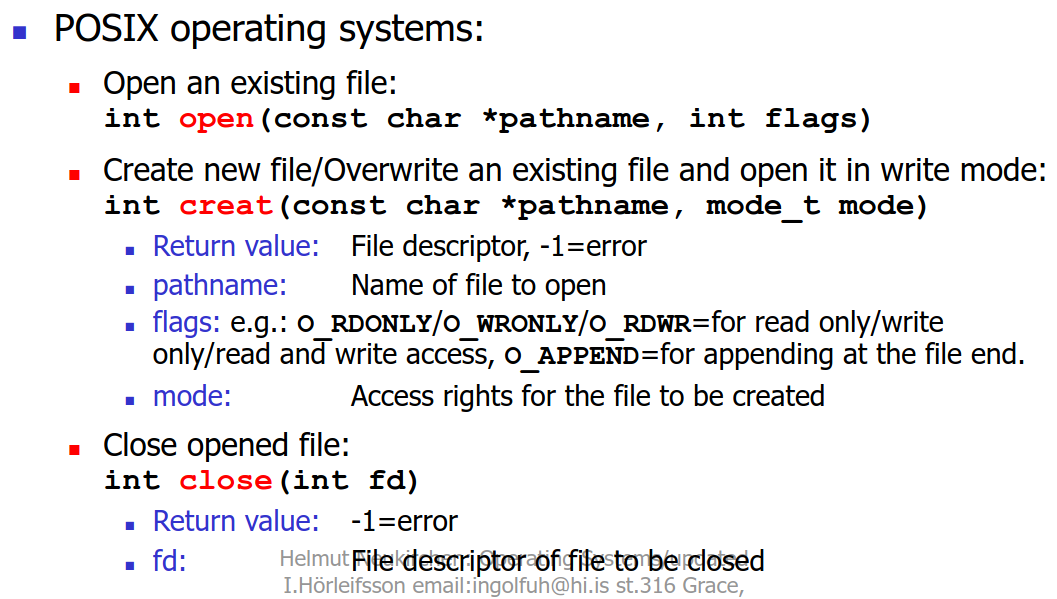 POSIX operating systems:
Open an existing file:
int open(const char *pathname, int flags)
Create new file/Overwrite an existing file and open it in write mode:
int creat(const char *pathname, mode_t mode)
Return value: File descriptor, -1=error
pathname: Name of file to open
flags: e.g.: O_RDONLY/O_WRONLY/O_RDWR=for read only/write
only/read and write access, O_APPEND=for appending at the file end.
mode: Access rights for the file to be created
Close opened file:
int close(int fd)
Return value: -1=error
fd: File descriptor of file to be closed
Helmut Neukirchen: Operating Systems/updated
I.Hörleifsson email:ingolfuh@hi.is st.316 Grace,